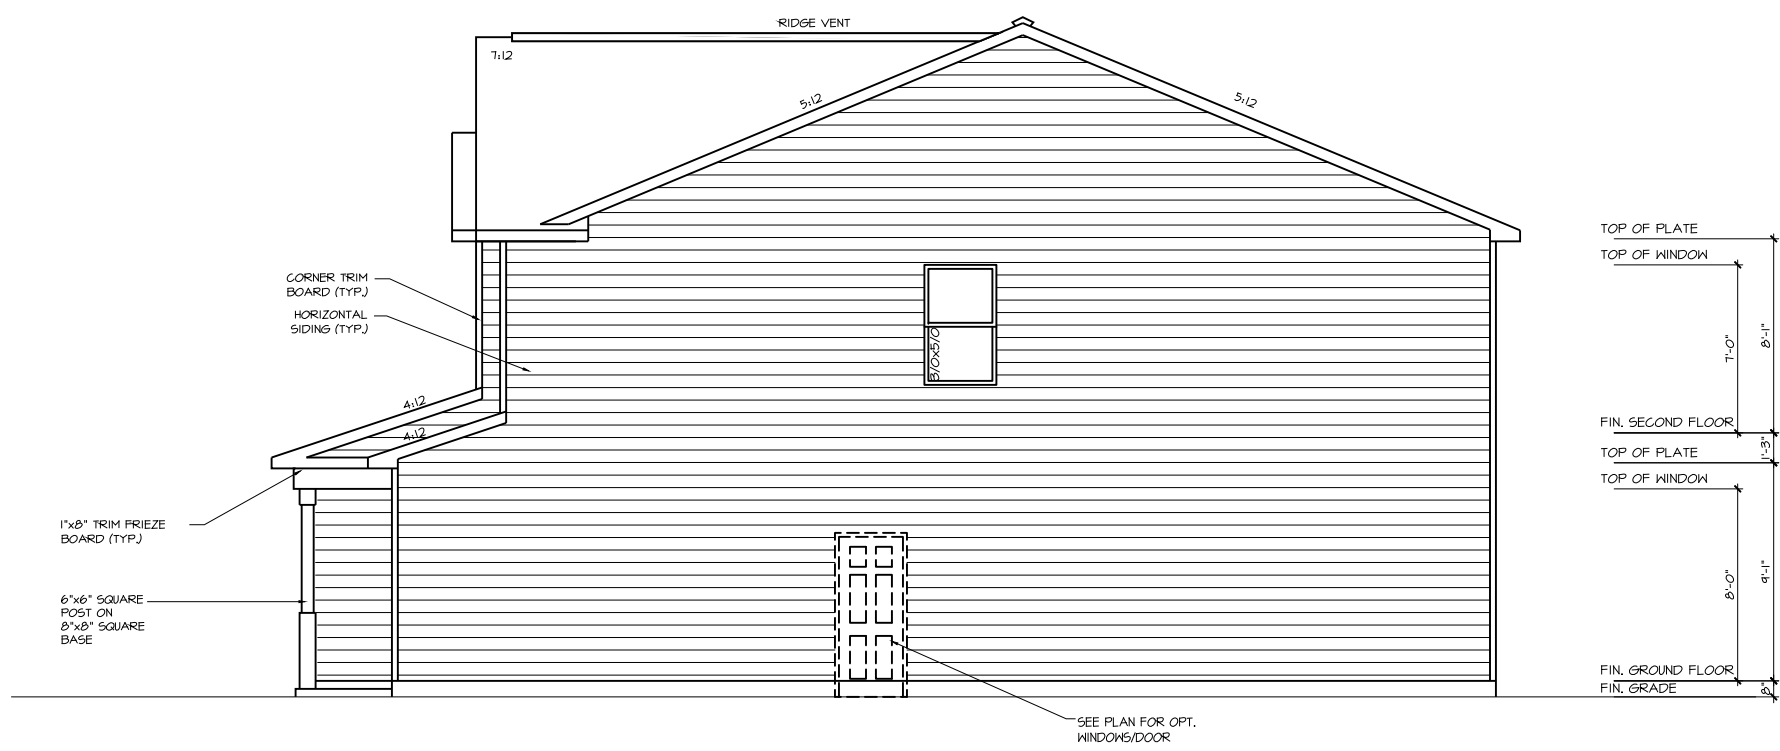 RIDGE VENT
7:12
5:12
5:12
TOP OF PLATE
TOP OF WINDOW
CORNER TRIM
BOARD (TYP.)
HORIZONTAL
SIDING (TYP.)
3/0x5/0
7'-0"
8'-1"
4:12
4:12
FIN. SECOND FLOOR
1'-3"
TOP OF PLATE
TOP OF WINDOW
1"x8" TRIM FRIEZE
BOARD (TYP.)
8'-0"
9'-1"
6"x6" SQUARE
POST ON
8"x8" SQUARE
BASE
FIN. GROUND FLOOR
FIN. GRADE
8"
SEE PLAN FOR OPT.
WINDOWS/DOOR